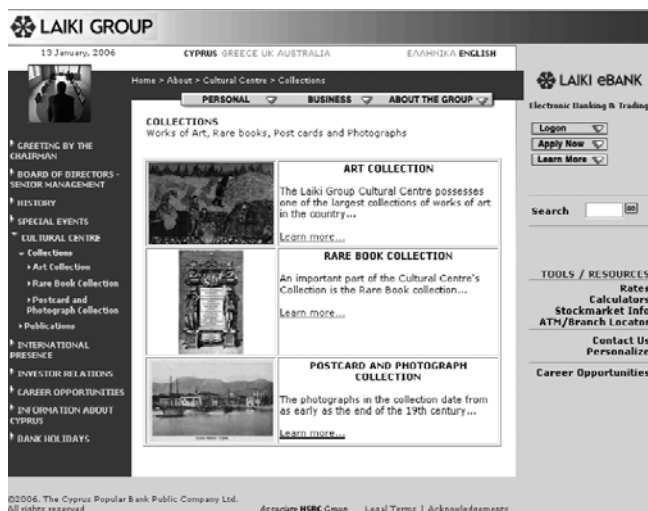 LAIKI GROUP
13 January, 2006
CYPRUS GREECE UK AUSTRALIA
ΕΛΛΗΝΙΚΑ ENGLISH
Home > About > Cultural Centre > Collections
PERSONAL
BUSINESS
ABOUT THE GROUP
GREETING BY THE
CHAIRMAN
BOARD OF DIRECTORS -
SENIOR MANAGEMENT
HISTORY
SPECIAL EVENTS
CULTURAL CENTRE
Collections
Art Collection
Rare Book Collection
Postcard and
Photograph Collection
Publications
INTERNATIONAL
PRESENCE
INVESTOR RELATIONS
CAREER OPPORTUNITIES
INFORMATION ABOUT
CYPRUS
BANK HOLIDAYS
COLLECTIONS
Works of Art, Rare books, Post cards and Photographs
ART COLLECTION
The Laiki Group Cultural Centre possesses
one of the largest collections of works of art
in the country...
Learn more...
RARE BOOK COLLECTION
An important part of the Cultural Centre's
Collection is the Rare Book collection...
Learn more...
POSTCARD AND PHOTOGRAPH
COLLECTION
The photographs in the collection date from
as early as the end of the 19th century...
Learn more...
LAIKI eBANK
Electronic Banking & Trading
Logon
Apply Now
Learn More
Search
TOOLS / RESOURCES
Rates
Calculators
Stockmarket Info
ATM/Branch Locator
Contact Us
Personalize
Career Opportunities
©2006. The Cyprus Popular Bank Public Company Ltd.
All rights reserved
Associate HSBC Group
Legal Terms | Acknowledgements